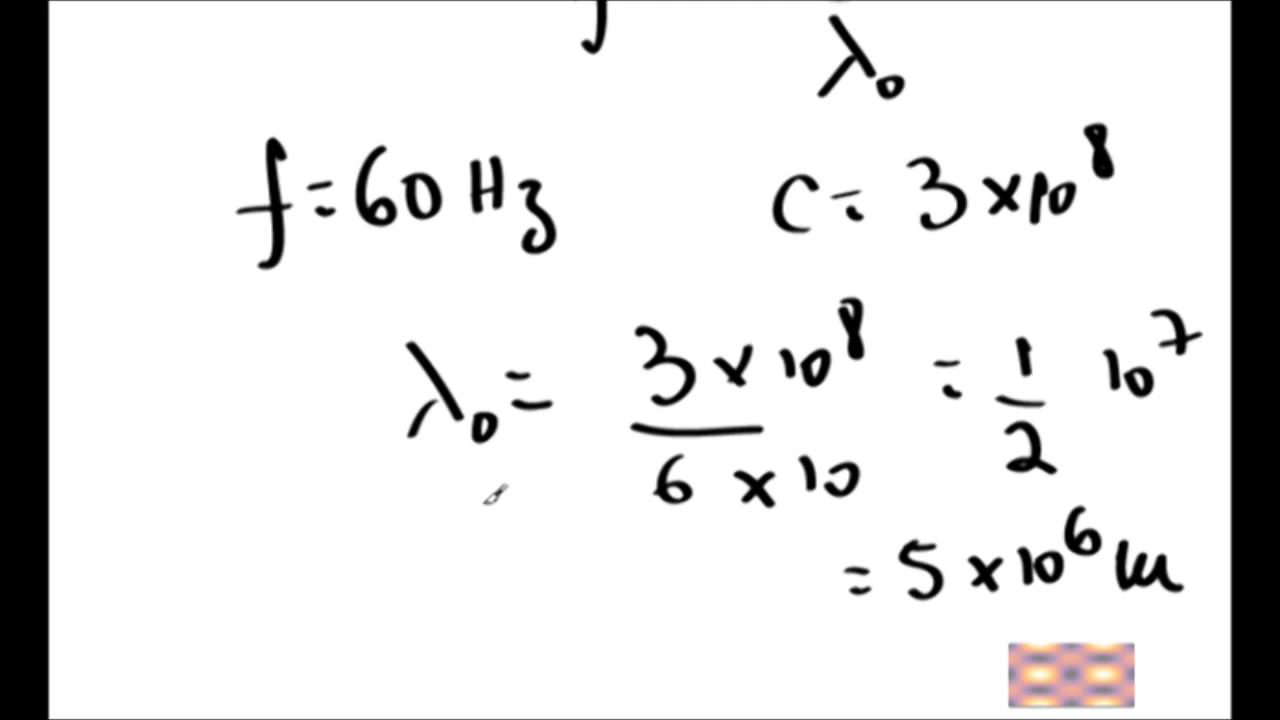 λ₀
f = 60 Hz c = 3 × 10⁸
λ₀ = 3 × 10⁸ / 6 × 10 = 1/2 10⁷
= 5 × 10⁶ m